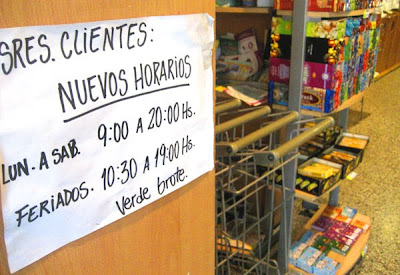 SRES. CLIENTES:
NUEVOS HORARIOS
LUN. A SAB. 9:00 A 20:00 Hs.
FERIADOS. 10:30 A 19:00 Hs.
Verde brote.